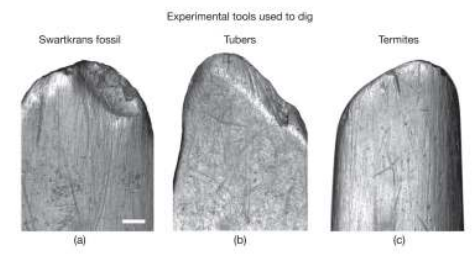 Experimental tools used to dig
Swartkrans fossil
Tubers
Termites
(a)
(b)
(c)